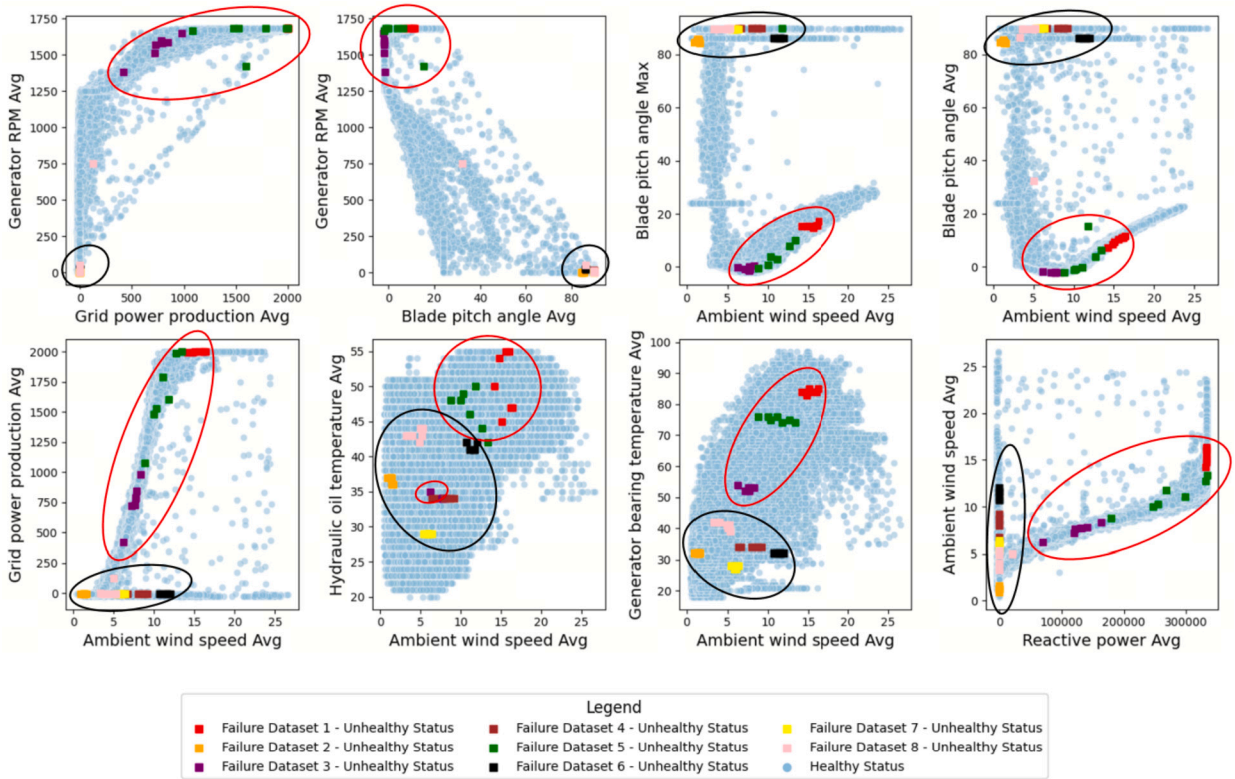 1750
1500
1250
1000
750
500
250
0
Generator RPM Avg
0 500 1000 1500 2000
Grid power production Avg
1750
1500
1250
1000
750
500
250
0
Generator RPM Avg
0 20 40 60 80
Blade pitch angle Avg
80
60
40
20
0
Blade pitch angle Max
0 5 10 15 20 25
Ambient wind speed Avg
80
60
40
20
0
Blade pitch angle Avg
0 5 10 15 20 25
Ambient wind speed Avg
2000
1750
1500
1250
1000
750
500
250
0
Grid power production Avg
0 5 10 15 20 25
Ambient wind speed Avg
55
50
45
40
35
30
25
20
Hydraulic oil temperature Avg
0 5 10 15 20 25
Ambient wind speed Avg
100
90
80
70
60
50
40
30
20
Generator bearing temperature Avg
0 5 10 15 20 25
Ambient wind speed Avg
25
20
15
10
5
0
Ambient wind speed Avg
0 100000 200000 300000
Reactive power Avg
Legend
Failure Dataset 1 - Unhealthy Status
Failure Dataset 2 - Unhealthy Status
Failure Dataset 3 - Unhealthy Status
Failure Dataset 4 - Unhealthy Status
Failure Dataset 5 - Unhealthy Status
Failure Dataset 6 - Unhealthy Status
Failure Dataset 7 - Unhealthy Status
Failure Dataset 8 - Unhealthy Status
Healthy Status